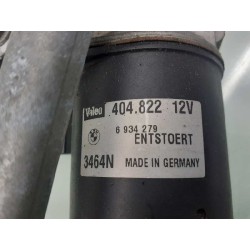 Valeo 404.822 12V
6 934 279
ENTSTOERT
3464N MADE IN GERMANY